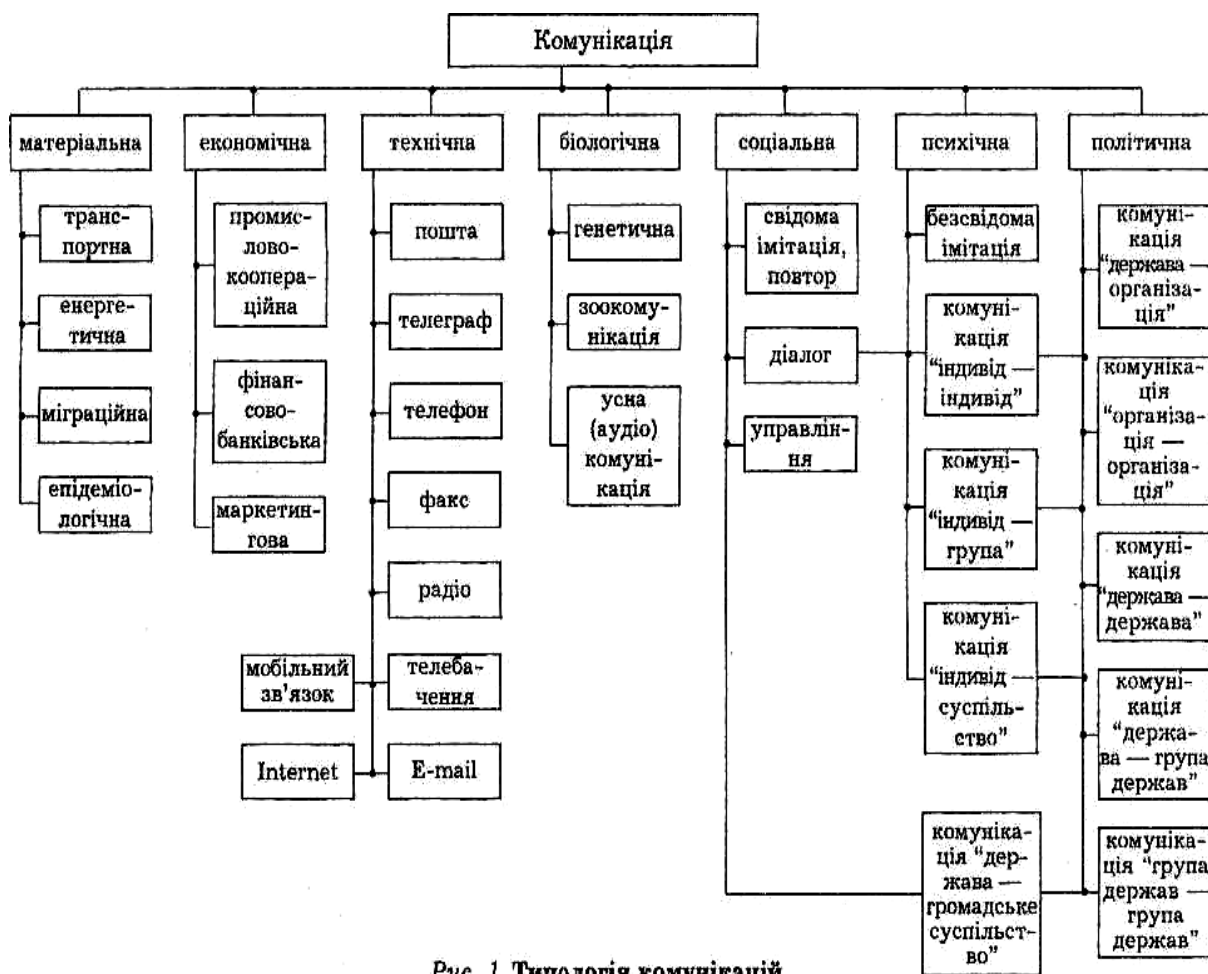 Комунікація
матеріальна
економічна
технічна
біологічна
соціальна
психічна
політична
транс-
портна
енерге-
тична
міграційна
епідеміо-
логічна
промис-
лово-
коопера-
ційна
фінан-
сово-
банківська
маркетин-
гова
пошта
телеграф
телефон
факс
радіо
мобільний
зв'язок
телеба-
чення
Internet
E-mail
генетична
зоокому-
нікація
усна
(аудіо)
комуні-
кація
свідома
імітація,
повтор
діалог
управлін-
ня
безсвідома
імітація
комуні-
кація
"індивід —
індивід"
комуні-
кація
"індивід —
група"
комуні-
кація
"індивід —
суспіль-
ство"
комуніка-
ція "дер-
жава —
громадське
суспільст-
во"
комуні-
кація
"держава —
організа-
ція"
комуніка-
ція
"організа-
ція —
організа-
ція"
комуні-
кація
"держава —
держава"
комуні-
кація
"держа-
ва — група
держав"
комуніка-
ція "група
держав —
група
держав"
Рис. 1 Типологія комунікацій